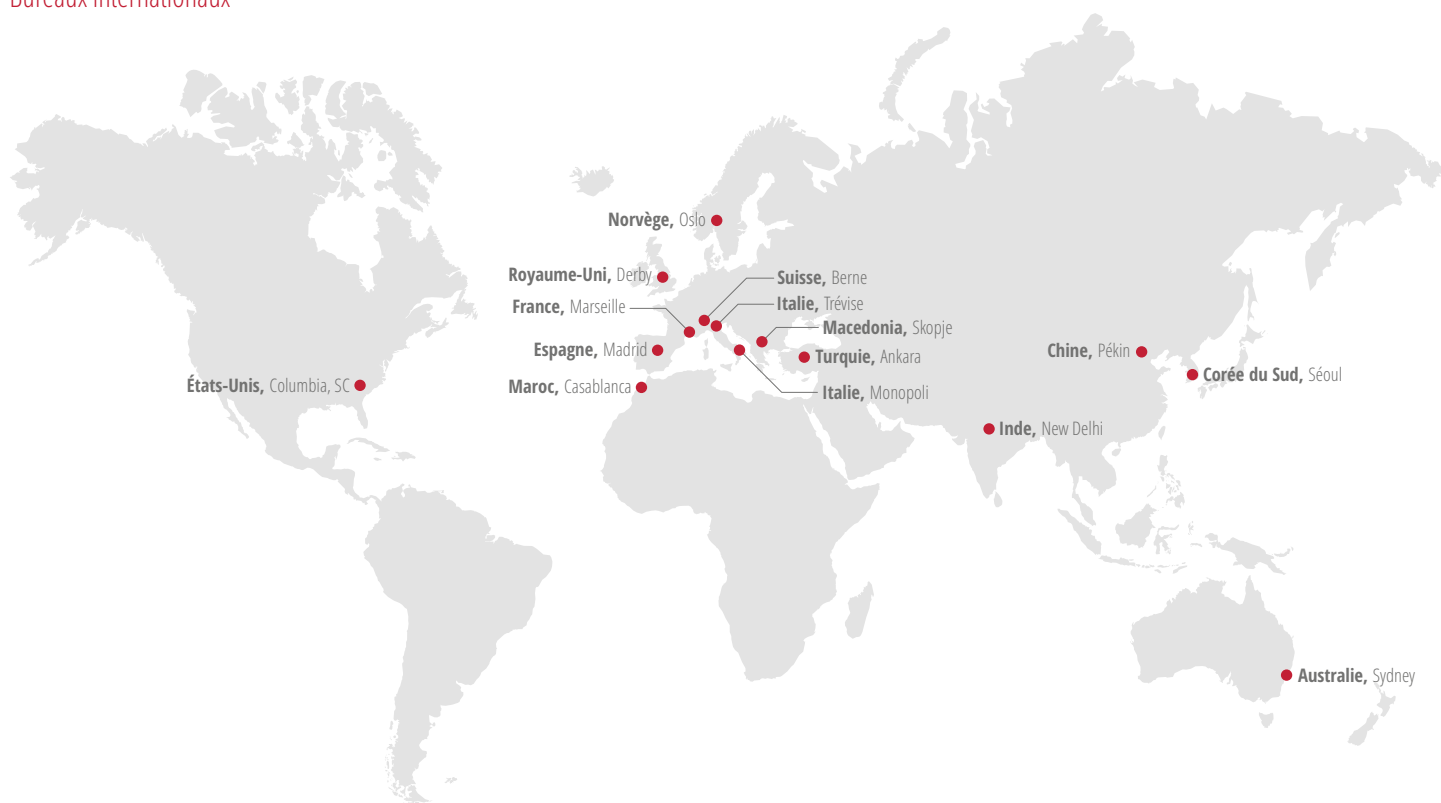 Bureaux internationaux
Norvège, Oslo
Royaume-Uni, Derby
Suisse, Berne
France, Marseille
Italie, Trévise
Macedonia, Skopje
Espagne, Madrid
Turquie, Ankara
Chine, Pékin
Corée du Sud, Séoul
États-Unis, Columbia, SC
Maroc, Casablanca
Italie, Monopoli
Inde, New Delhi
Australie, Sydney